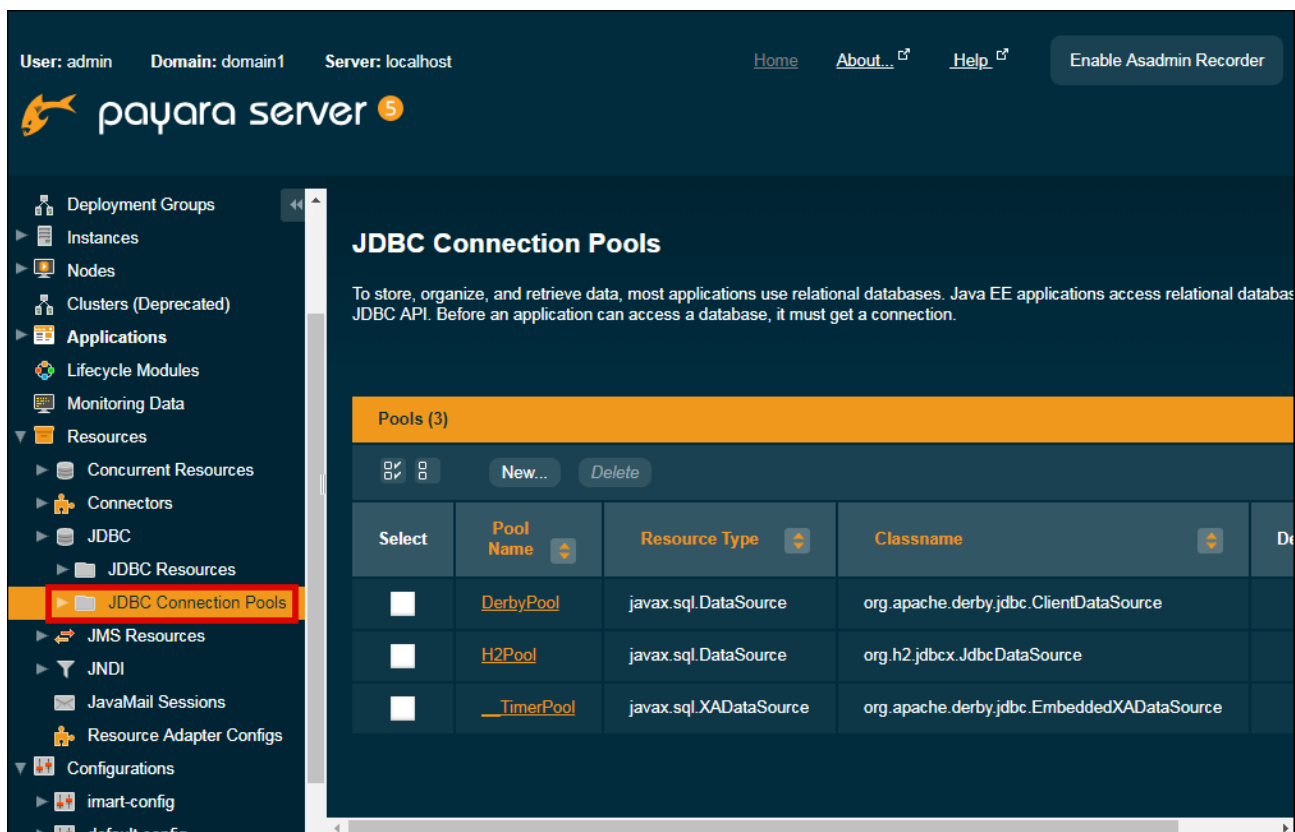 User: admin Domain: domain1 Server: localhost Home About... Help Enable Asadmin Recorder
payara server 5
Deployment Groups
Instances
Nodes
Clusters (Deprecated)
Applications
Lifecycle Modules
Monitoring Data
Resources
Concurrent Resources
Connectors
JDBC
JDBC Resources
JDBC Connection Pools
JMS Resources
JNDI
JavaMail Sessions
Resource Adapter Configs
Configurations
imart-config
default-config
JDBC Connection Pools
To store, organize, and retrieve data, most applications use relational databases. Java EE applications access relational databas
JDBC API. Before an application can access a database, it must get a connection.
Pools (3)
New... Delete
Select Pool Name Resource Type Classname De
DerbyPool javax.sql.DataSource org.apache.derby.jdbc.ClientDataSource
H2Pool javax.sql.DataSource org.h2.jdbcx.JdbcDataSource
__TimerPool javax.sql.XADataSource org.apache.derby.jdbc.EmbeddedXADataSource